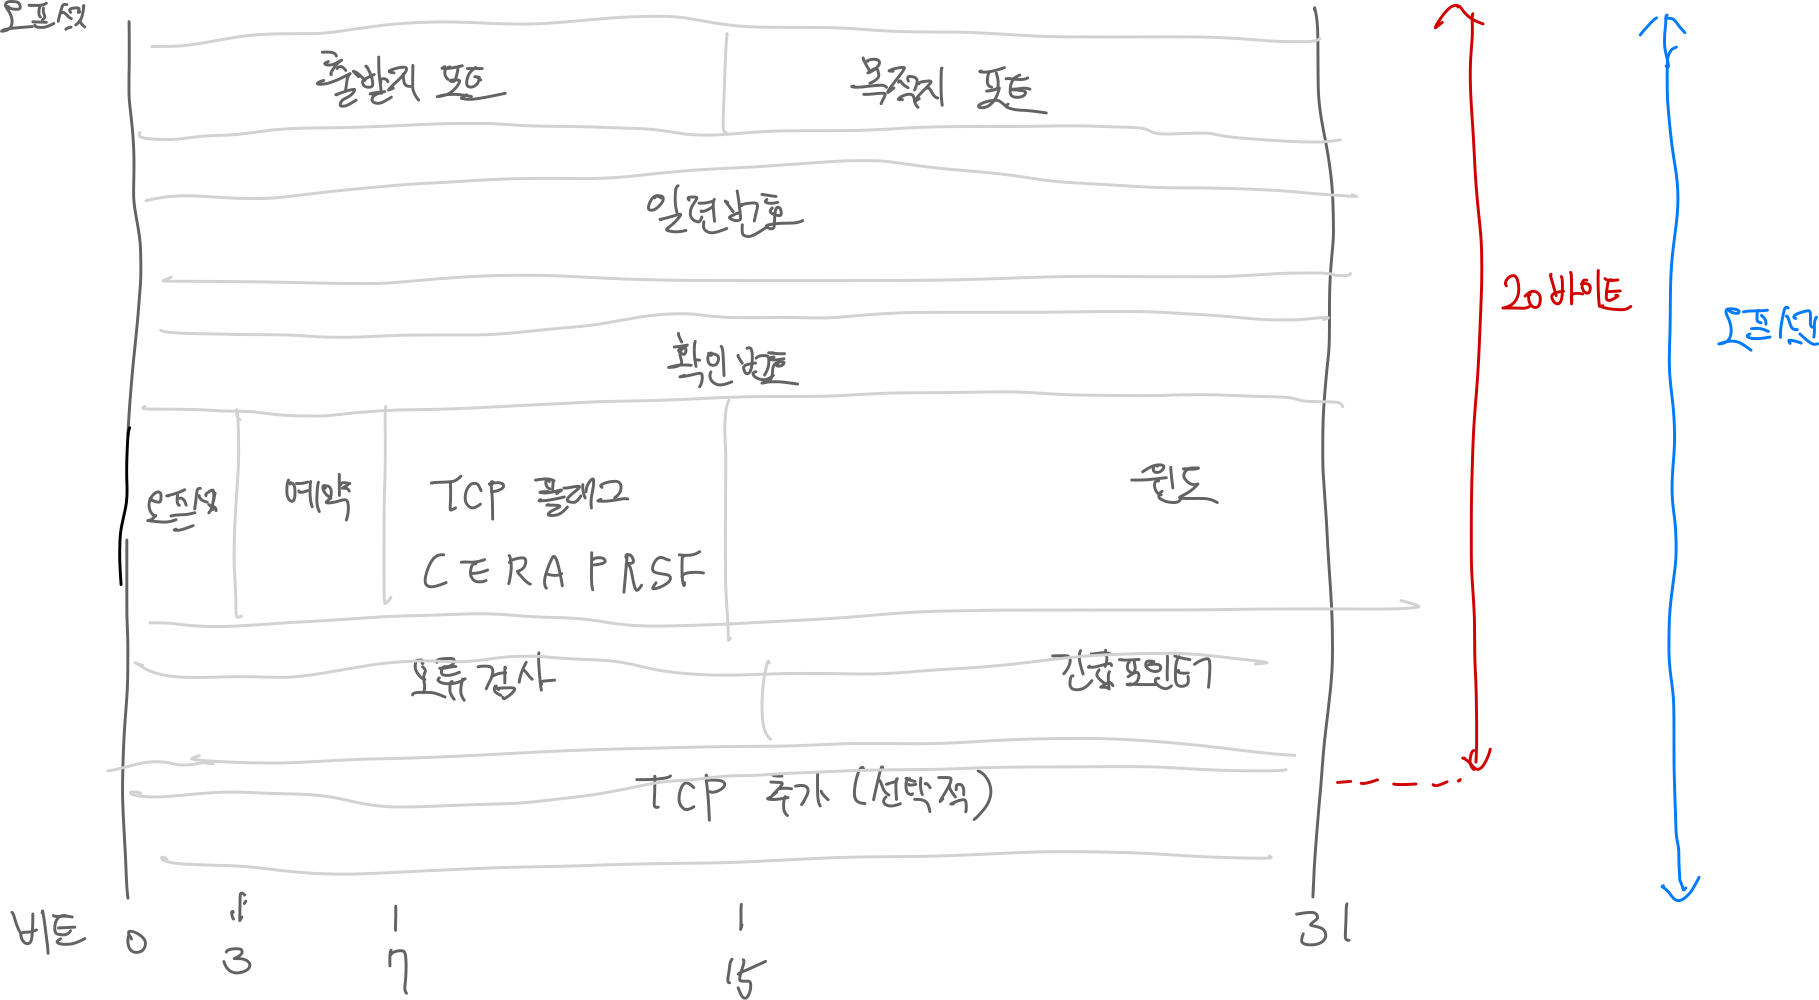 오프셋
출발지 포트
목적지 포트
일련번호
20바이트
오프셋
확인 번호
오프셋
예약
TCP 플래그
윈도
CERAPRSF
오류 검사
긴급 포인터
TCP 추가 (선택적)
비트 0 3 7 15 31